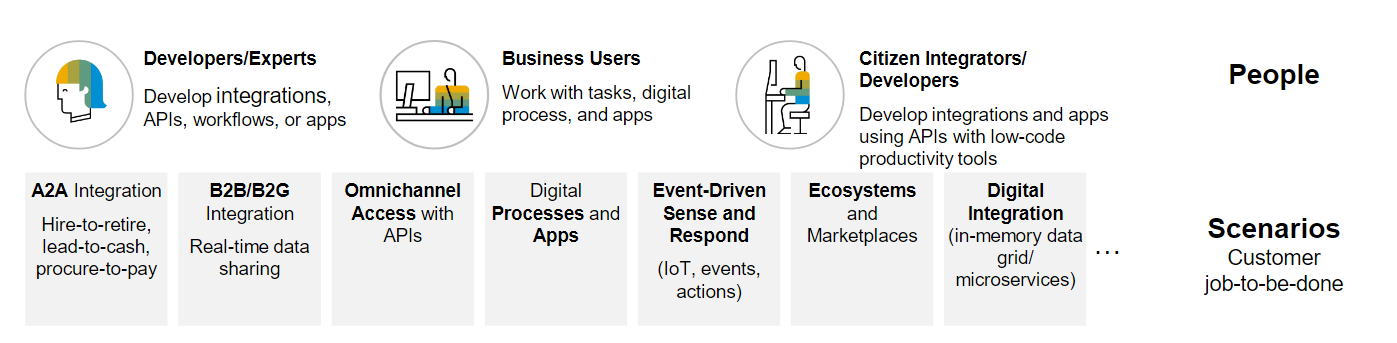 Developers/Experts
Develop integrations,
APIs, workflows, or apps
Business Users
Work with tasks, digital
process, and apps
Citizen Integrators/
Developers
Develop integrations and apps
using APIs with low-code
productivity tools
People
A2A Integration
Hire-to-retire,
lead-to-cash,
procure-to-pay
B2B/B2G
Integration
Real-time data
sharing
Omnichannel
Access with
APIs
Digital
Processes and
Apps
Event-Driven
Sense and
Respond
(IoT, events,
actions)
Ecosystems
and
Marketplaces
Digital
Integration
(in-memory data
grid/
microservices)
...
Scenarios
Customer
job-to-be-done